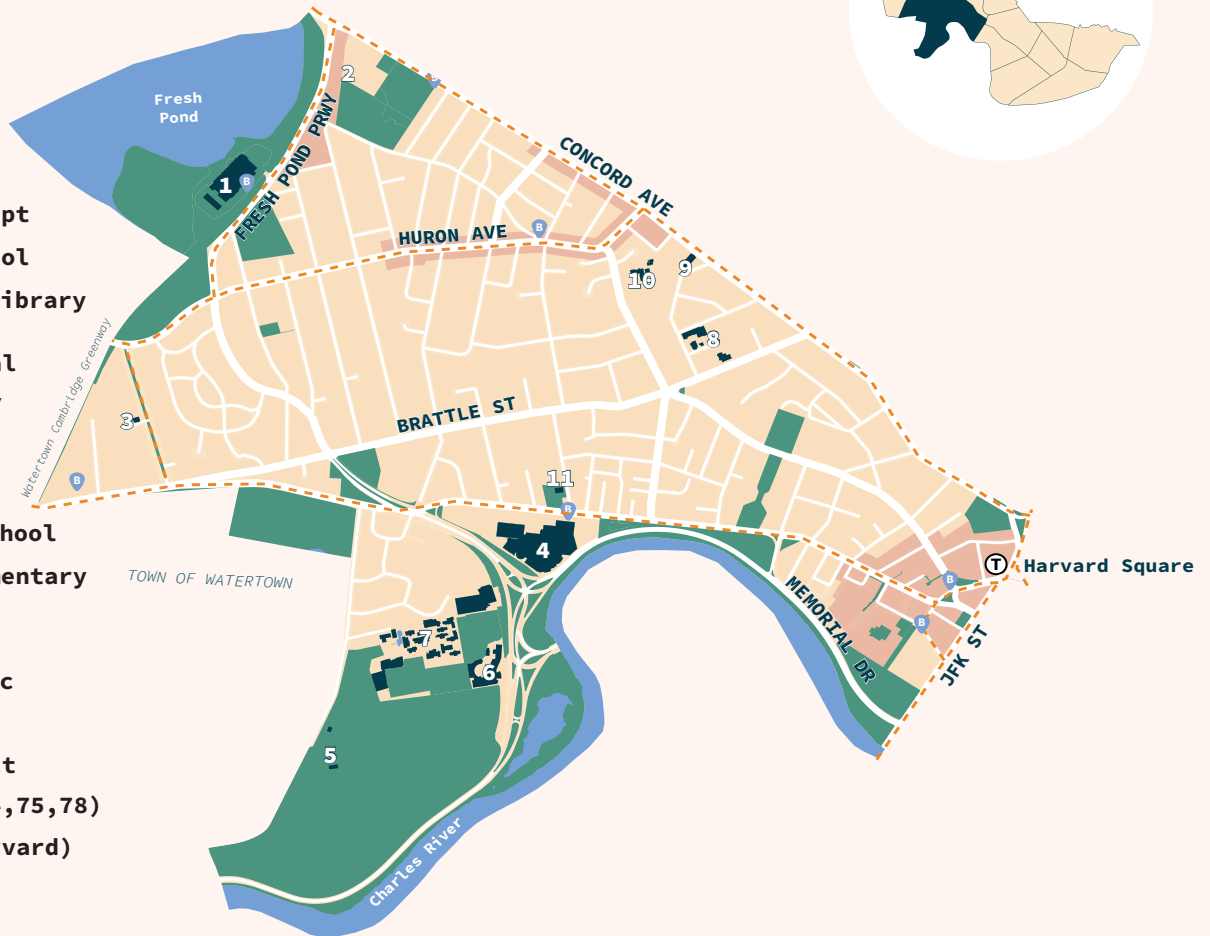 2
Fresh
Pond
CONCORD AVE
FRESH POND PRWY
1
B
pt
B
HURON AVE
ol
9
10
ibrary
8
Watertown Cambridge Greenway
BRATTLE ST
3
B
11
B
hool
4
mentary
TOWN OF WATERTOWN
T
Harvard Square
B
MEMORIAL DR
B
7
JFK ST
6
c
5
t
,75,78)
vard)
Charles River